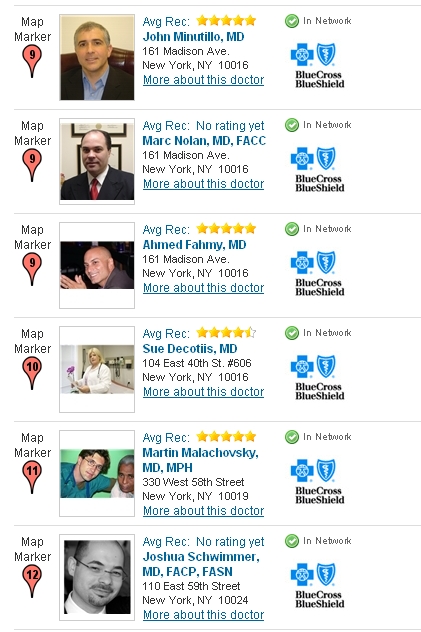 Map
Marker
9
Avg Rec:
John Minutillo, MD
161 Madison Ave.
New York, NY 10016
More about this doctor
In Network
BlueCross
BlueShield
Map
Marker
9
Avg Rec: No rating yet
Marc Nolan, MD, FACC
161 Madison Ave.
New York, NY 10016
More about this doctor
In Network
BlueCross
BlueShield
Map
Marker
9
Avg Rec:
Ahmed Fahmy, MD
161 Madison Ave.
New York, NY 10016
More about this doctor
In Network
BlueCross
BlueShield
Map
Marker
10
Avg Rec:
Sue Decotiis, MD
104 East 40th St. #606
New York, NY 10016
More about this doctor
In Network
BlueCross
BlueShield
Map
Marker
11
Avg Rec:
Martin Malachovsky,
MD, MPH
330 West 58th Street
New York, NY 10019
More about this doctor
In Network
BlueCross
BlueShield
Map
Marker
12
Avg Rec: No rating yet
Joshua Schwimmer,
MD, FACP, FASN
110 East 59th Street
New York, NY 10024
More about this doctor
In Network
BlueCross
BlueShield